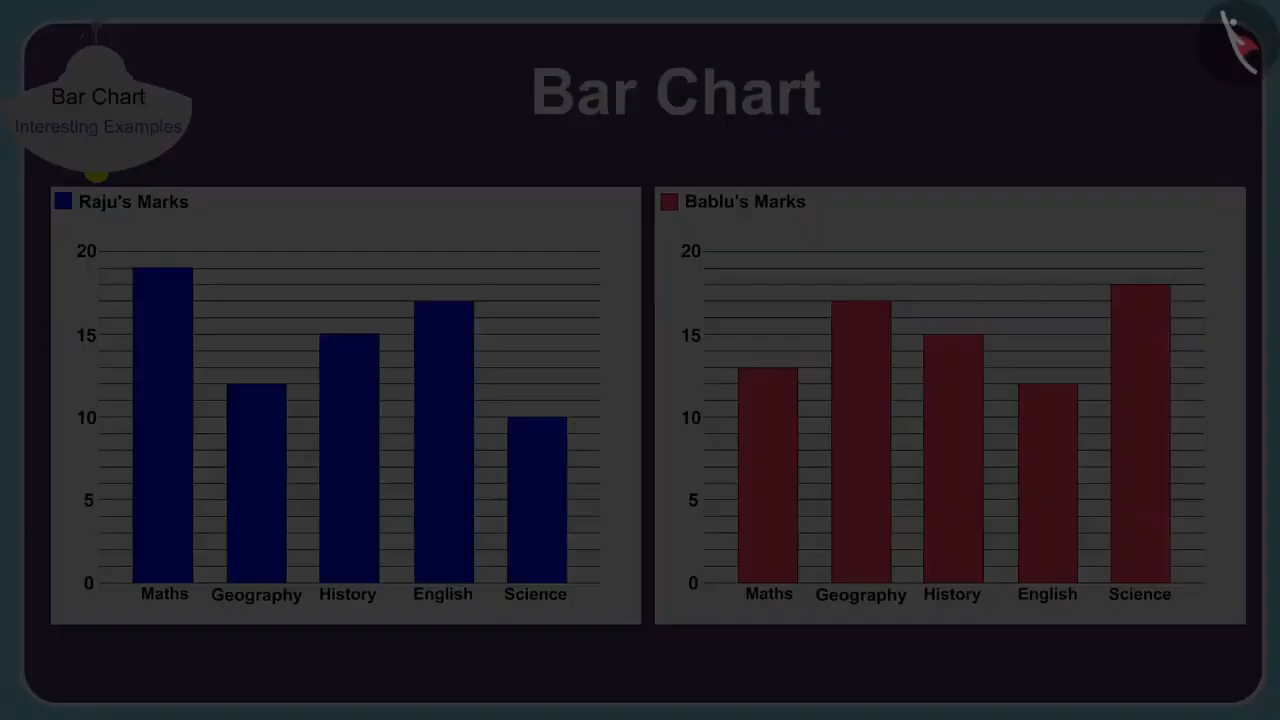 Bar Chart
Interesting Examples
Bar Chart
Raju's Marks
20
15
10
5
0
Maths Geography History English Science
Bablu's Marks
20
15
10
5
0
Maths Geography History English Science